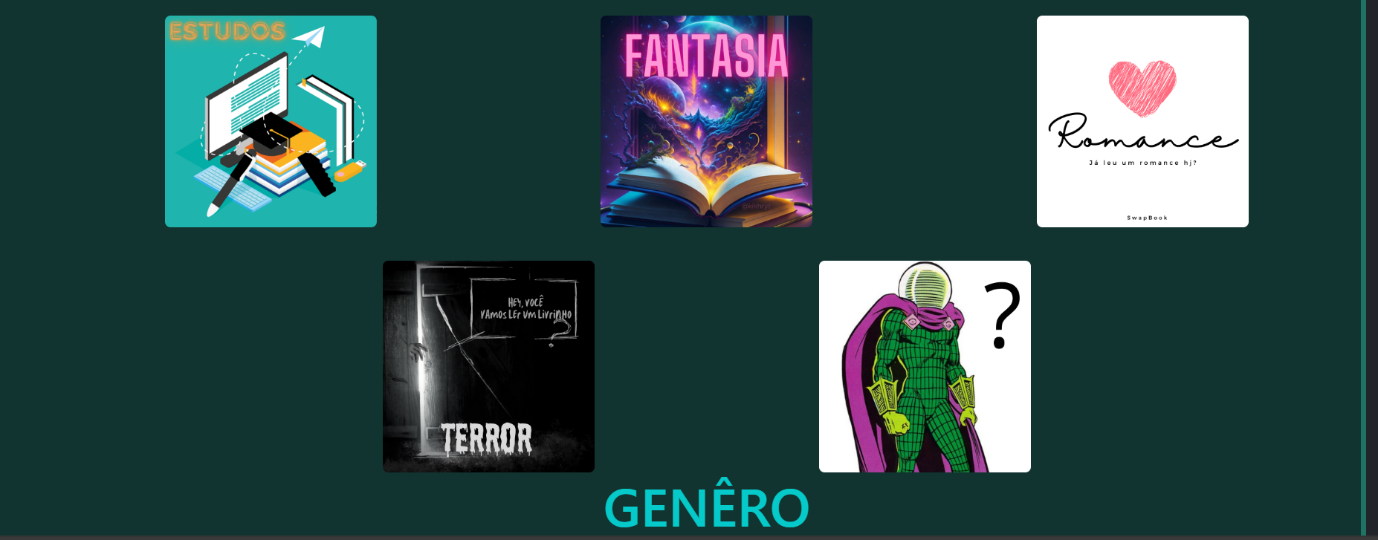 ESTUDOS
FANTASIA
Romance
Já leu um romance hj?
SwapBook
HEY, VOCÊ
VAMOS LER UM LIVRINHO
?
TERROR
?
GENÊRO